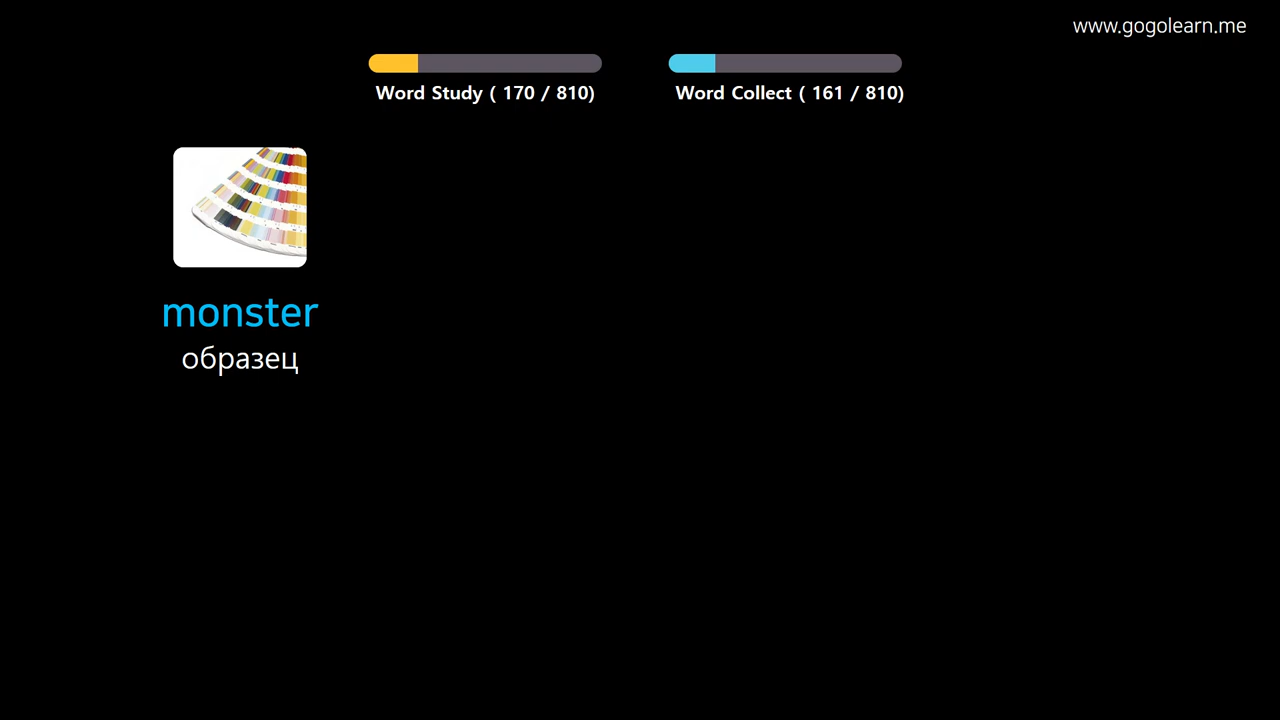 www.gogolearn.me
Word Study ( 170 / 810)
Word Collect ( 161 / 810)
monster
образец